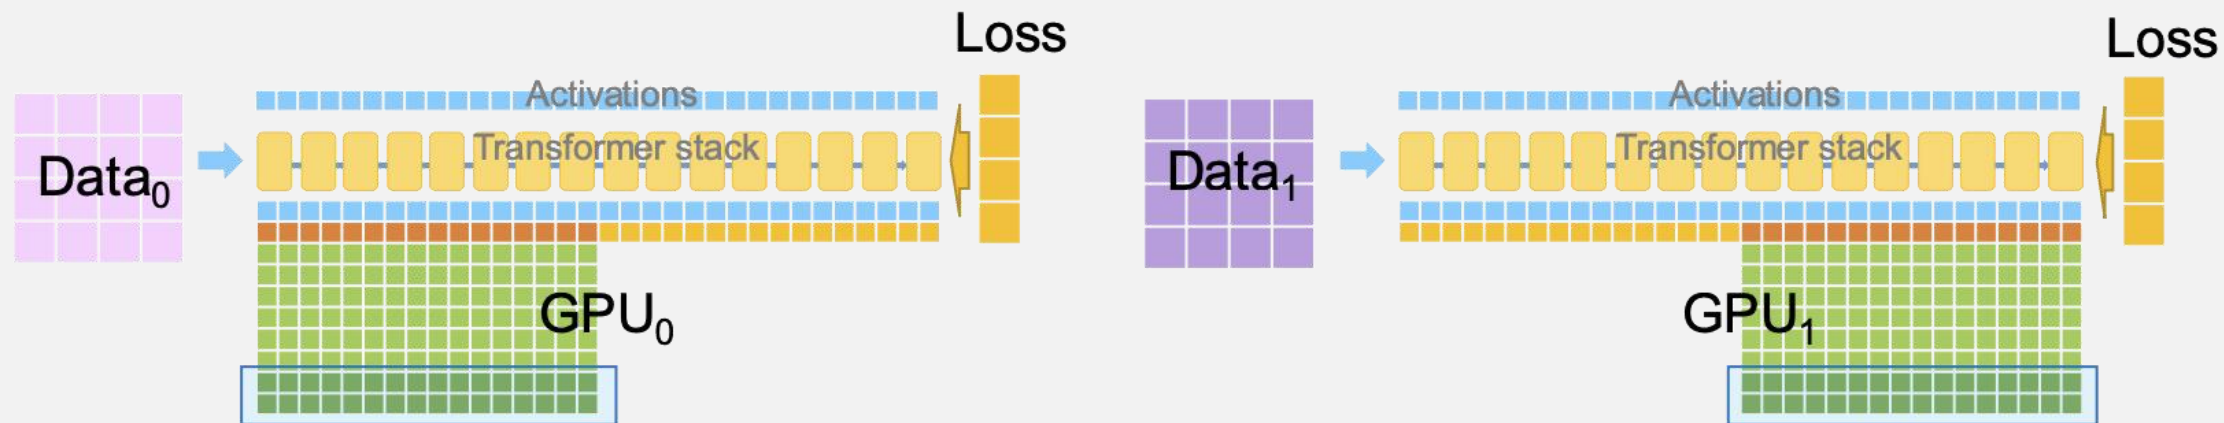 Loss
Activations
Transformer stack
Data₀
GPU₀
Loss
Activations
Transformer stack
Data₁
GPU₁